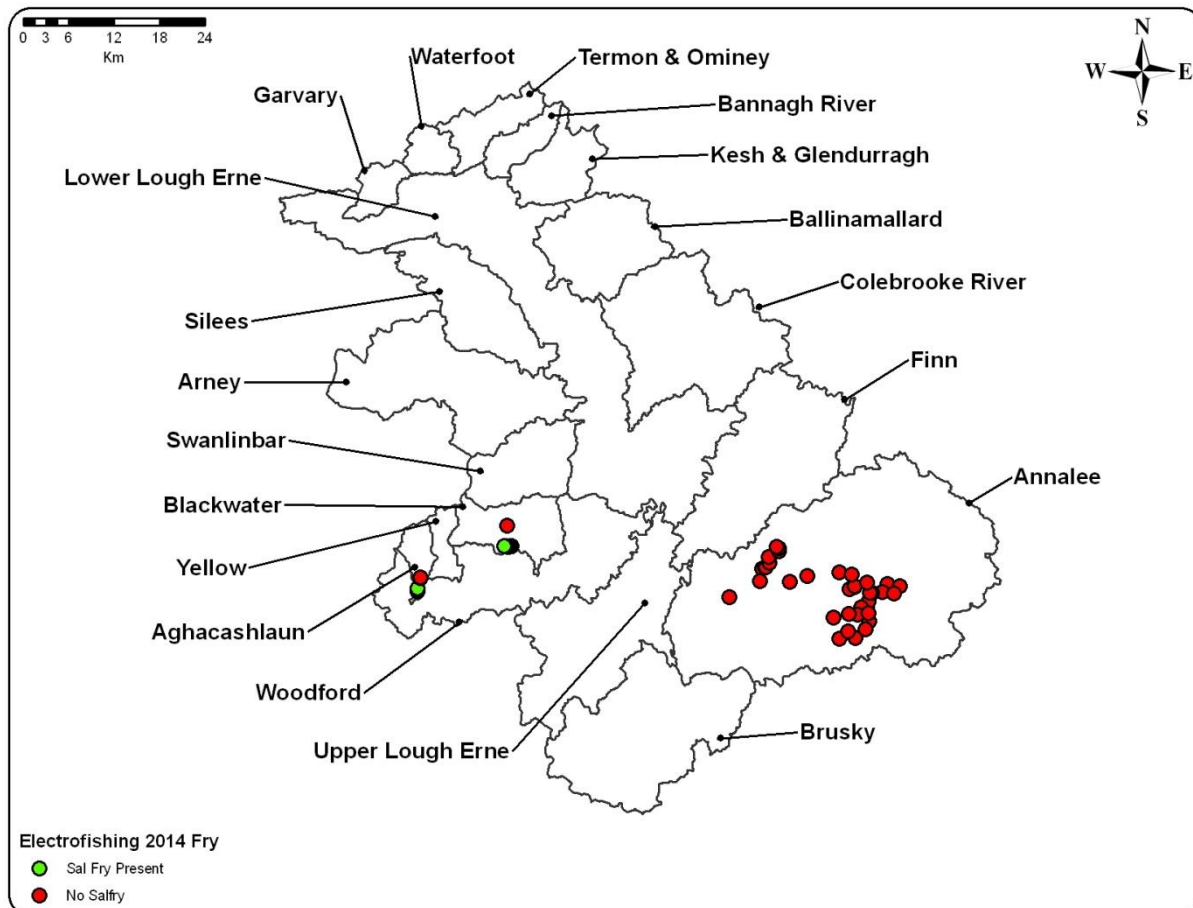 0 3 6 12 18 24
Km
N
W E
S
Waterfoot
Termon & Ominey
Garvary
Bannagh River
Kesh & Glendurragh
Lower Lough Erne
Ballinamallard
Colebrooke River
Silees
Finn
Arney
Swanlinbar
Annalee
Blackwater
Yellow
Aghacashlaun
Woodford
Upper Lough Erne
Brusky
Electrofishing 2014 Fry
Sal Fry Present
No Salfry